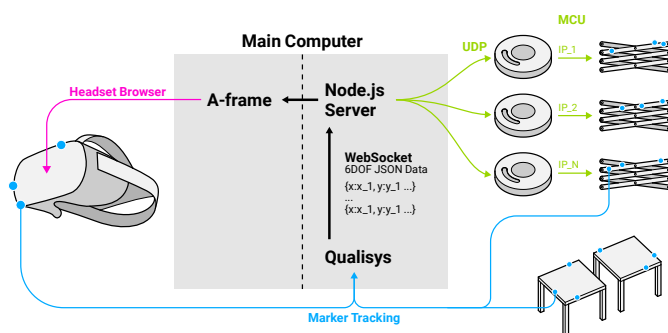 MCU
Main Computer
UDP
IP_1
Headset Browser
A-frame
Node.js
Server
IP_2
WebSocket
6DOF JSON Data
{x:x_1, y:y_1 ...}
...
{x:x_1, y:y_1 ...}
IP_N
Qualisys
Marker Tracking